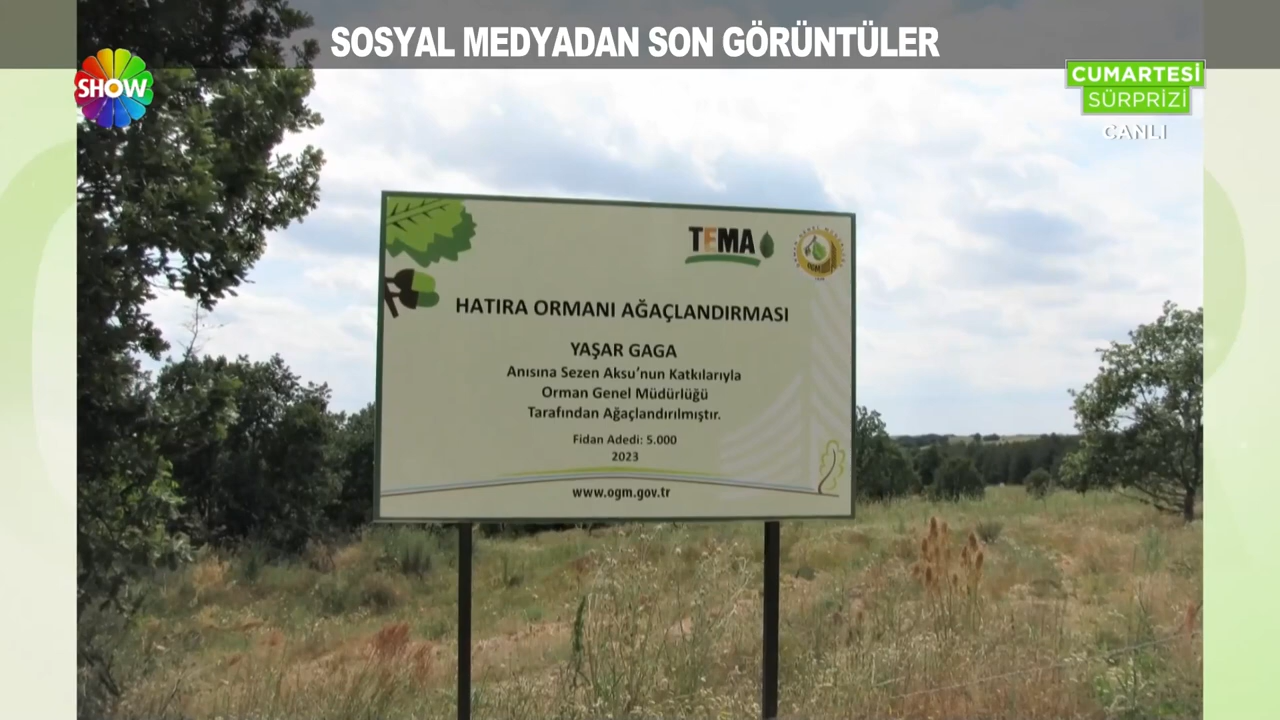 SOSYAL MEDYADAN SON GÖRÜNTÜLER
SHOW
CUMARTESİ
SÜRPRİZİ
CANLI
TEMA
OGM
HATIRA ORMANI AĞAÇLANDIRMASI
YAŞAR GAGA
Anısına Sezen Aksu'nun Katkılarıyla
Orman Genel Müdürlüğü
Tarafından Ağaçlandırılmıştır.
Fidan Adedi: 5.000
2023
www.ogm.gov.tr